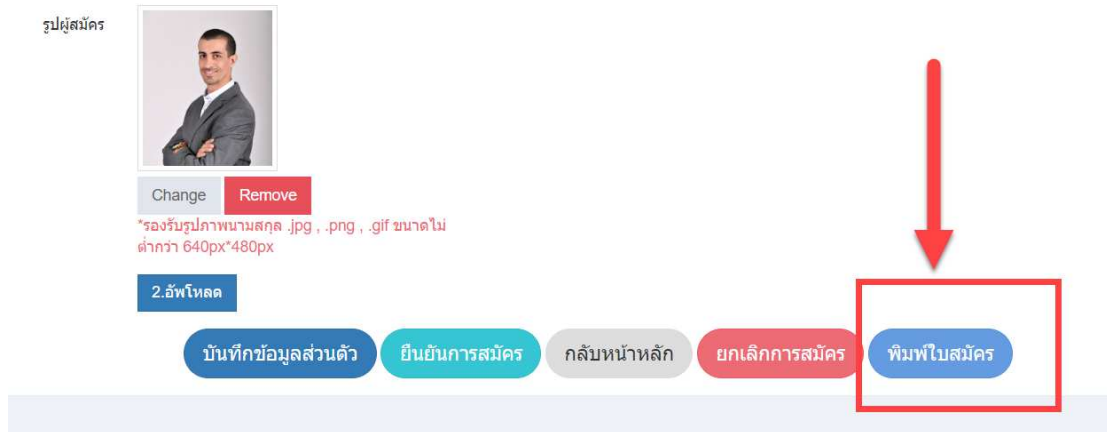 รูปผู้สมัคร
Change Remove
*รองรับรูปภาพนามสกุล .jpg , .png , .gif ขนาดไม่
ต่ำกว่า 640px*480px
2.อัพโหลด
บันทึกข้อมูลส่วนตัว ยืนยันการสมัคร กลับหน้าหลัก ยกเลิกการสมัคร พิมพ์ใบสมัคร